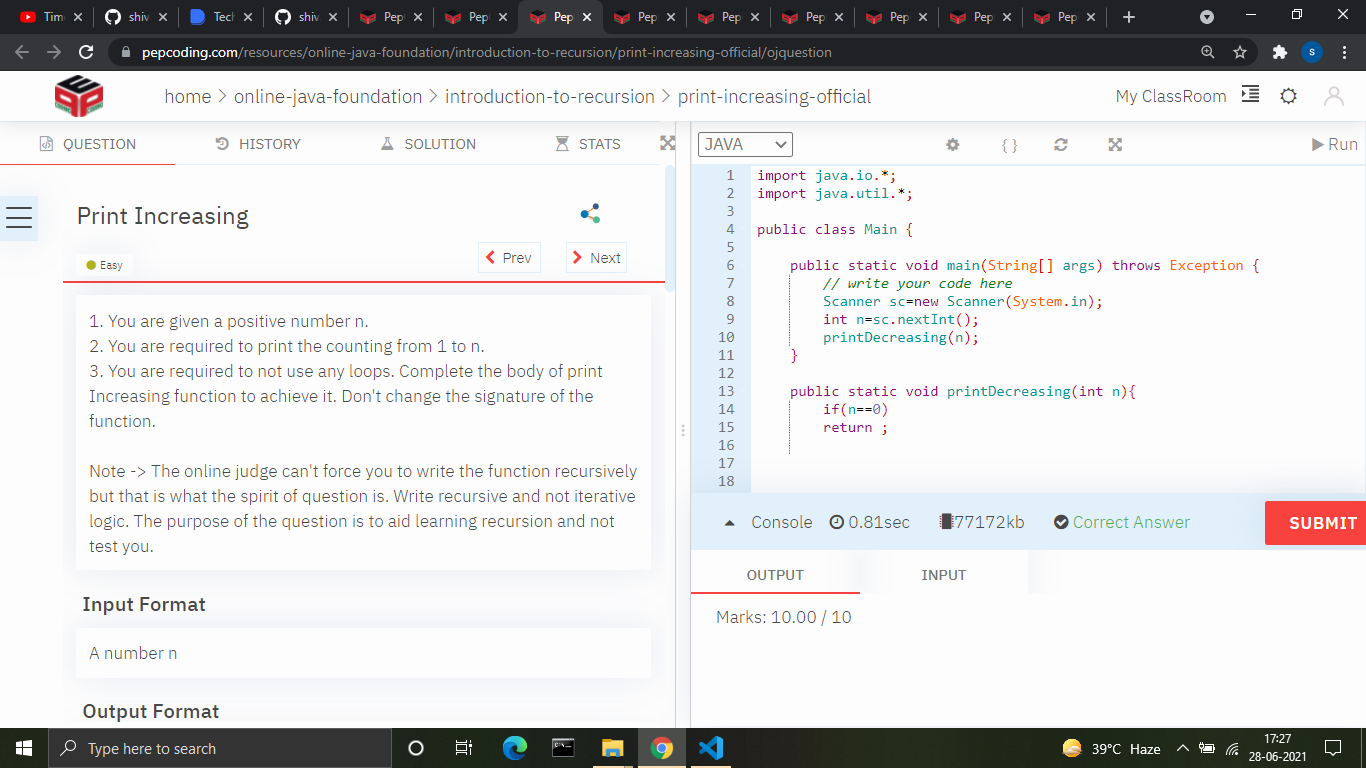 Time
shiv
Tech
shiv
Pep
Pept
Pep
Pep
Pep
Pep
Pep
Pep
Pep
pepcoding.com/resources/online-java-foundation/introduction-to-recursion/print-increasing-official/ojquestion
S
home > online-java-foundation > introduction-to-recursion > print-increasing-official
My ClassRoom
QUESTION
HISTORY
SOLUTION
STATS
JAVA
{ }
Run
Print Increasing
Easy
Prev
Next
1. You are given a positive number n.
2. You are required to print the counting from 1 to n.
3. You are required to not use any loops. Complete the body of print
Increasing function to achieve it. Don't change the signature of the
function.
Note -> The online judge can't force you to write the function recursively
but that is what the spirit of question is. Write recursive and not iterative
logic. The purpose of the question is to aid learning recursion and not
test you.
Input Format
A number n
Output Format
1 import java.io.*;
2 import java.util.*;
3
4 public class Main {
5
6 public static void main(String[] args) throws Exception {
7 // write your code here
8 Scanner sc=new Scanner(System.in);
9 int n=sc.nextInt();
10 printDecreasing(n);
11 }
12
13 public static void printDecreasing(int n){
14 if(n==0)
15 return ;
16
17
18
Console
0.81sec
77172kb
Correct Answer
SUBMIT
OUTPUT
INPUT
Marks: 10.00 / 10
Type here to search
39°C Haze
17:27
28-06-2021